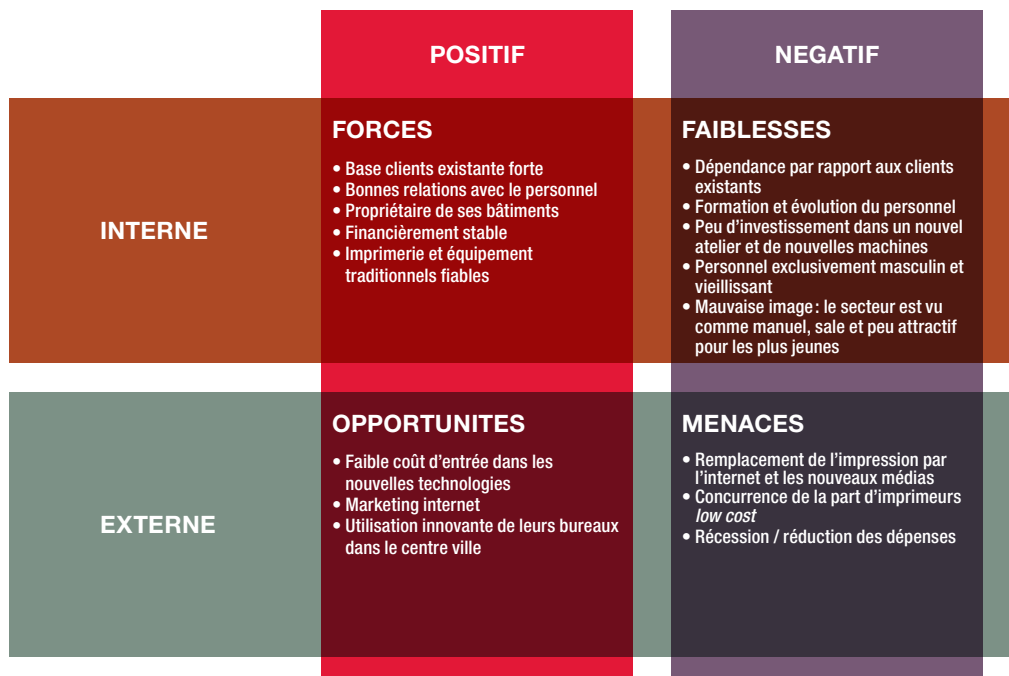 POSITIF
NEGATIF
INTERNE
FORCES
• Base clients existante forte
• Bonnes relations avec le personnel
• Propriétaire de ses bâtiments
• Financièrement stable
• Imprimerie et équipement
traditionnels fiables
FAIBLESSES
• Dépendance par rapport aux clients
existants
• Formation et évolution du personnel
• Peu d’investissement dans un nouvel
atelier et de nouvelles machines
• Personnel exclusivement masculin et
vieillissant
• Mauvaise image : le secteur est vu
comme manuel, sale et peu attractif
pour les plus jeunes
EXTERNE
OPPORTUNITES
• Faible coût d’entrée dans les
nouvelles technologies
• Marketing internet
• Utilisation innovante de leurs bureaux
dans le centre ville
MENACES
• Remplacement de l’impression par
l’internet et les nouveaux médias
• Concurrence de la part d’imprimeurs
low cost
• Récession / réduction des dépenses